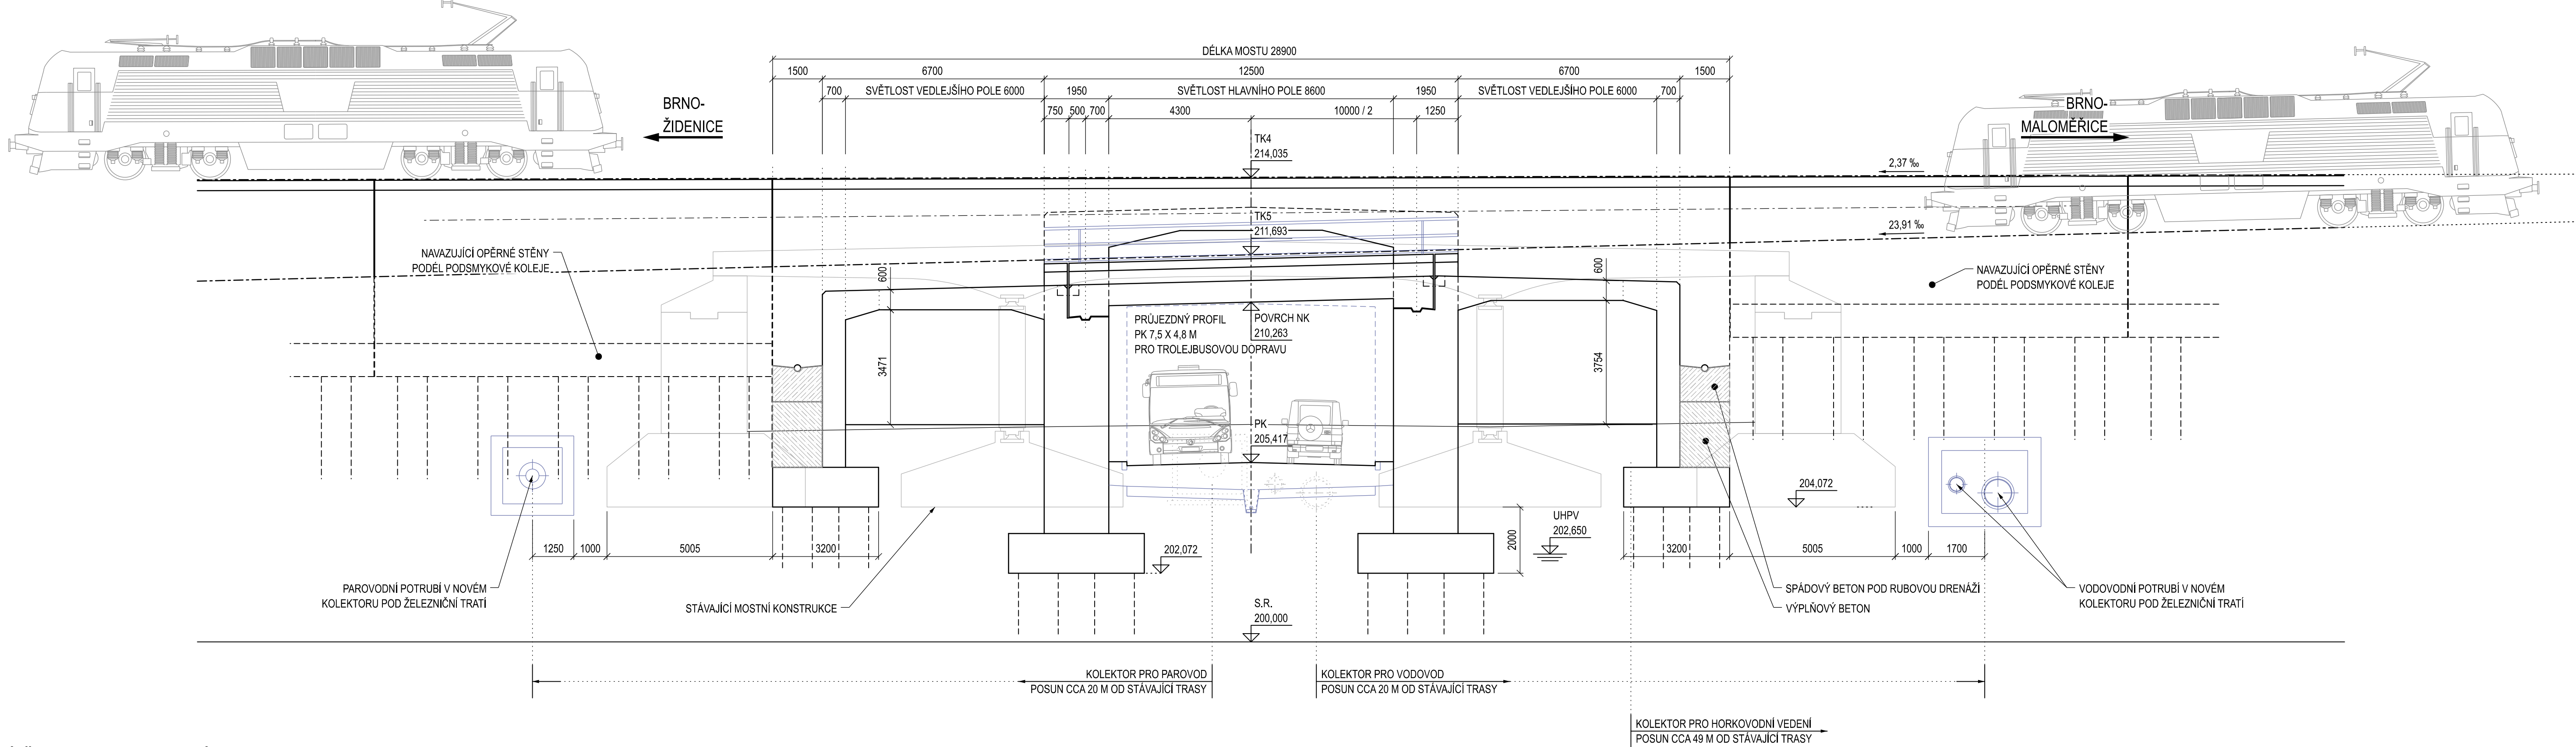 DÉLKA MOSTU 28900
1500 6700 12500 6700 1500
700 SVĚTLOST VEDLEJŠÍHO POLE 6000 1950 SVĚTLOST HLAVNÍHO POLE 8600 1950 SVĚTLOST VEDLEJŠÍHO POLE 6000 700
750 500 700 4300 10000 / 2 1250
BRNO-
ŽIDENICE
BRNO-
MALOMĚŘICE
TK4
214,035
2,37 ‰
TK5
211,693
23,91 ‰
NAVAZUJÍCÍ OPĚRNÉ STĚNY
PODÉL PODSMYKOVÉ KOLEJE
NAVAZUJÍCÍ OPĚRNÉ STĚNY
PODÉL PODSMYKOVÉ KOLEJE
600
600
PRŮJEZDNÝ PROFIL
PK 7,5 X 4,8 M
PRO TROLEJBUSOVOU DOPRAVU
POVRCH NK
210,263
3471
3754
PK
205,417
204,072
UHPV
202,650
2000
202,072
1250 1000 5005 3200
3200 5005 1000 1700
PAROVODNÍ POTRUBÍ V NOVÉM
KOLEKTORU POD ŽELEZNIČNÍ TRATÍ
STÁVAJÍCÍ MOSTNÍ KONSTRUKCE
SPÁDOVÝ BETON POD RUBOVOU DRENÁŽÍ
VÝPLŇOVÝ BETON
VODOVODNÍ POTRUBÍ V NOVÉM
KOLEKTORU POD ŽELEZNIČNÍ TRATÍ
S.R.
200,000
KOLEKTOR PRO PAROVOD
POSUN CCA 20 M OD STÁVAJÍCÍ TRASY
KOLEKTOR PRO VODOVOD
POSUN CCA 20 M OD STÁVAJÍCÍ TRASY
KOLEKTOR PRO HORKOVODNÍ VEDENÍ
POSUN CCA 49 M OD STÁVAJÍCÍ TRASY